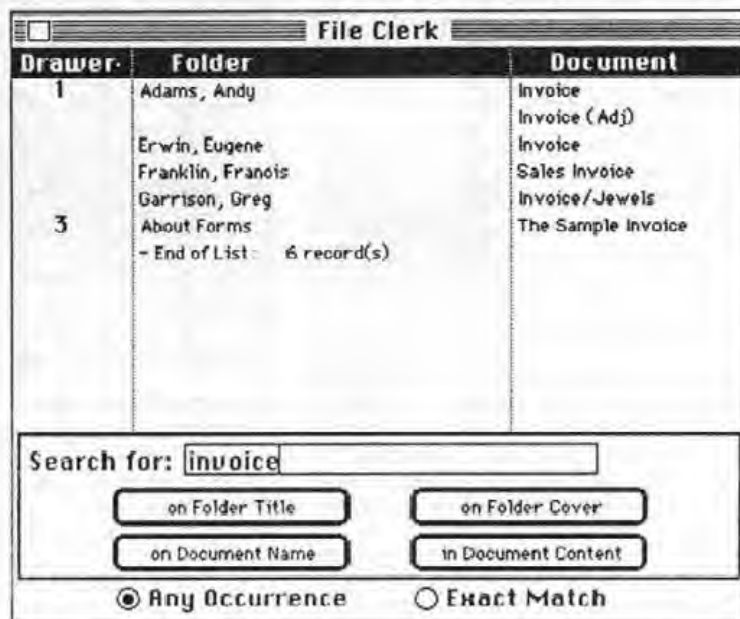 File Clerk
Drawer Folder Document
1 Adams, Andy Invoice
Invoice (Adj)
Erwin, Eugene Invoice
Franklin, Francis Sales Invoice
Garrison, Greg Invoice/Jewels
3 About Forms The Sample Invoice
- End of List: 6 record(s)
Search for: invoice
on Folder Title on Folder Cover
on Document Name in Document Content
Any Occurrence Exact Match